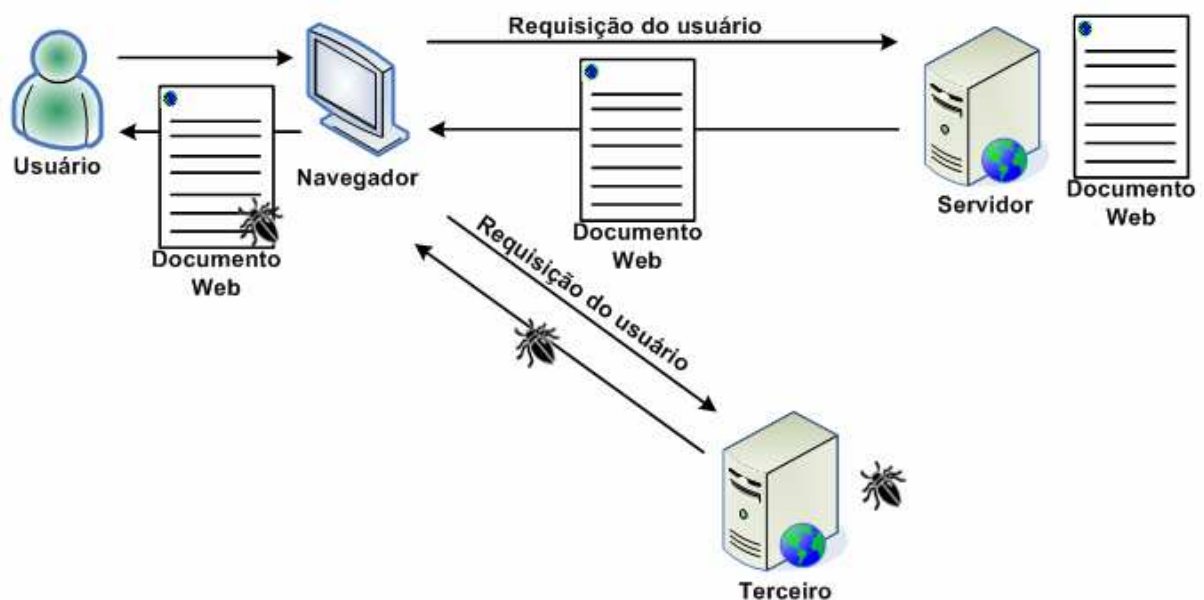 Requisição do usuário
Usuário
Navegador
Servidor
Documento
Web
Documento
Web
Documento
Web
Requisição do usuário
Terceiro